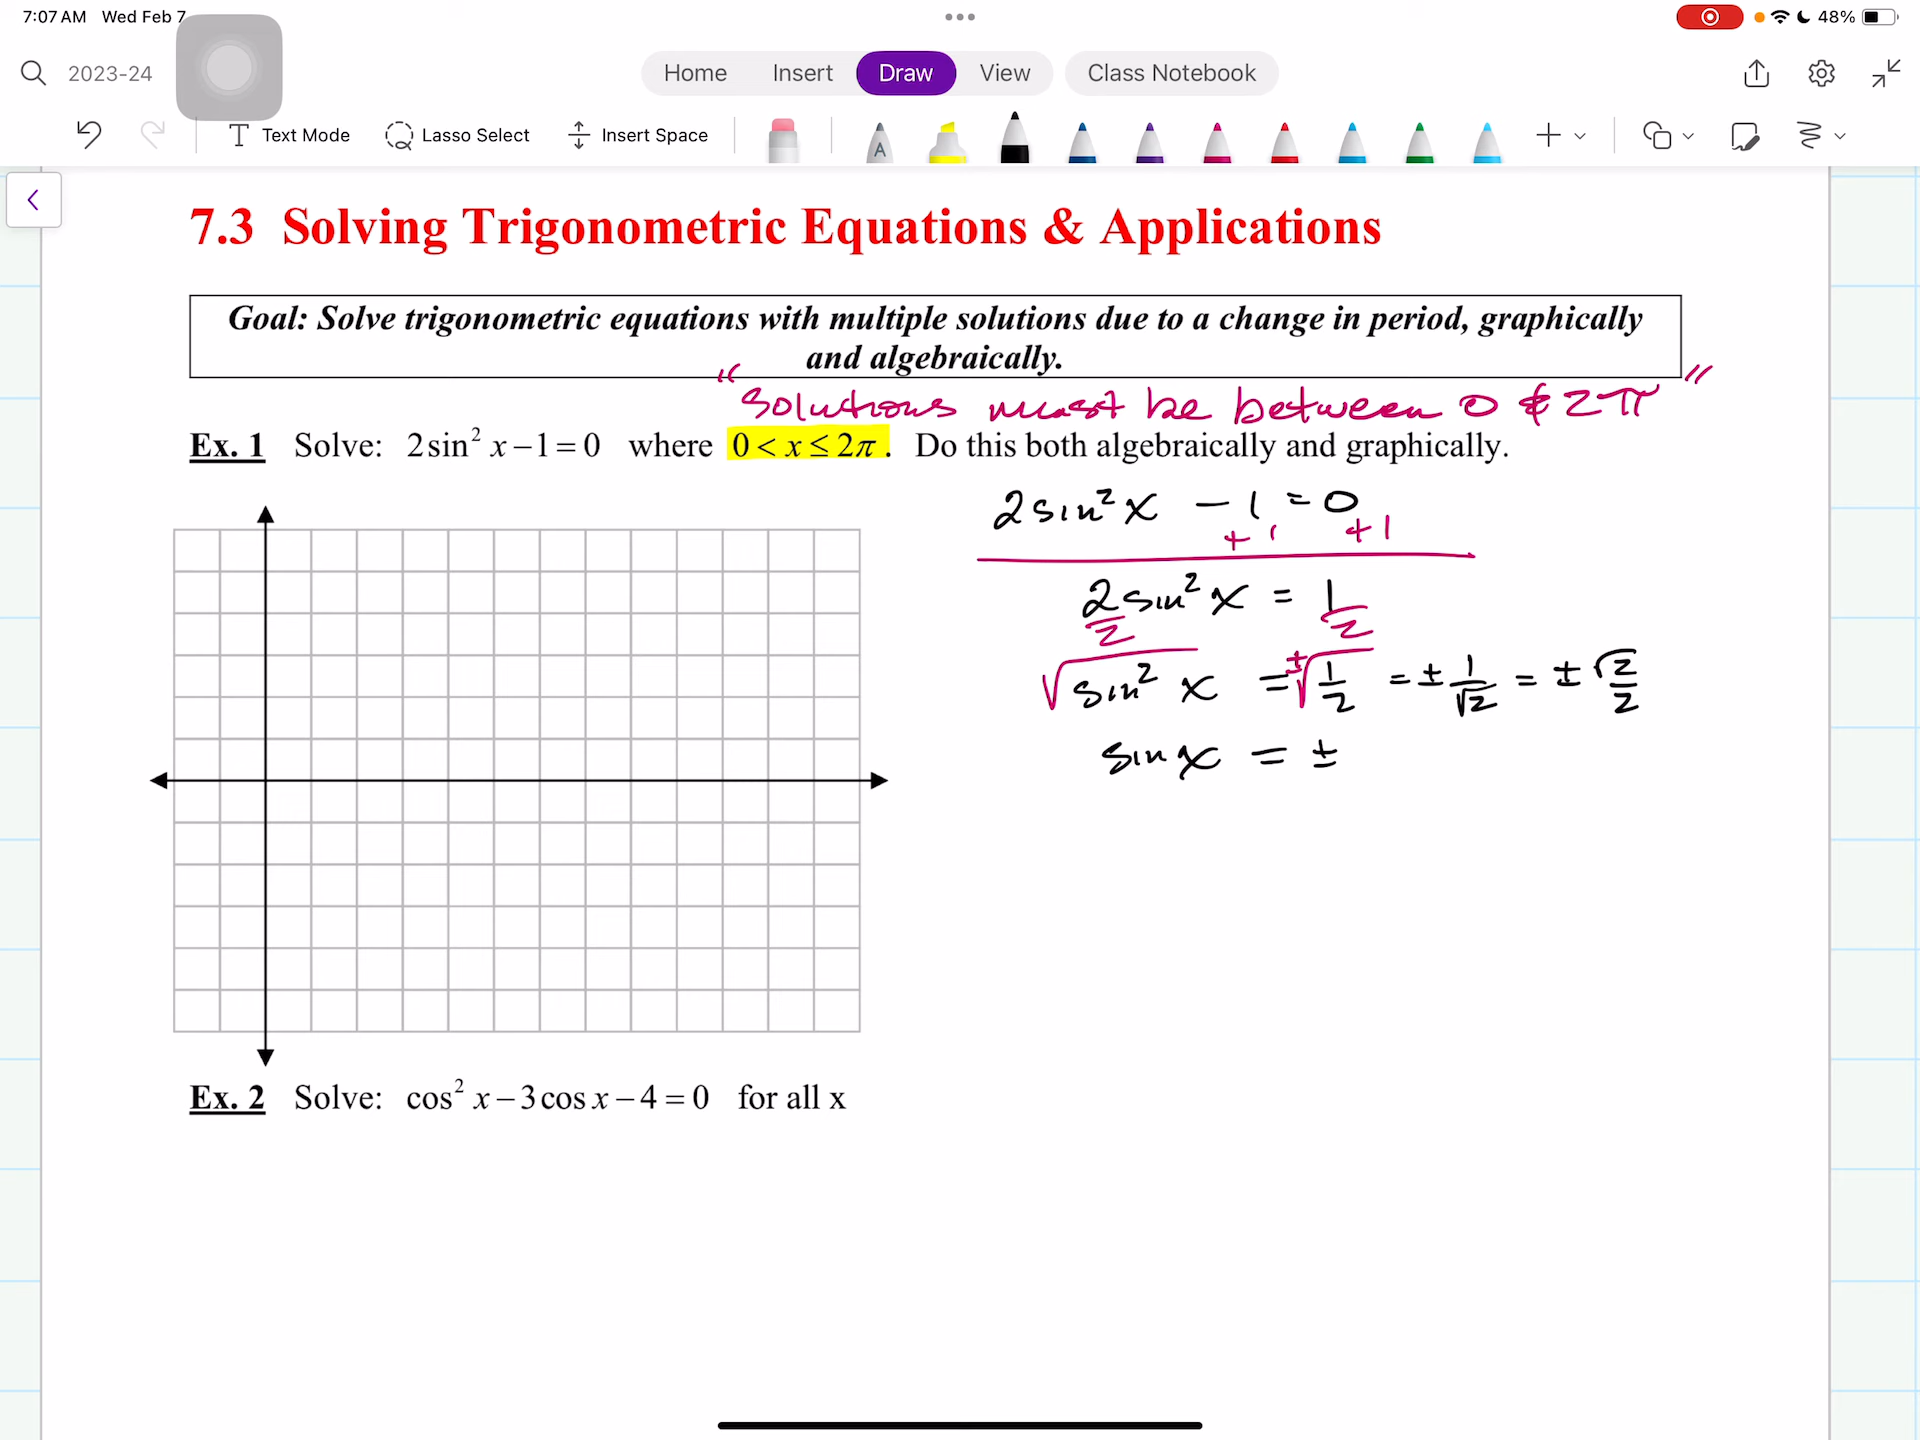 7:07 AM Wed Feb 7
48%
2023-24
Home Insert Draw View Class Notebook
Text Mode Lasso Select Insert Space
A
7.3 Solving Trigonometric Equations & Applications
Goal: Solve trigonometric equations with multiple solutions due to a change in period, graphically
and algebraically.
"Solutions must be between 0 & 2π"
Ex. 1 Solve: 2sin² x−1=0 where 0<x≤2π. Do this both algebraically and graphically.
2sin²x − 1 = 0
+1 +1
2sin²x = 1
2 2
√sin² x = ±√1/2 = ± 1/√2 = ± √2/2
sin x = ±
Ex. 2 Solve: cos² x−3cos x−4=0 for all x